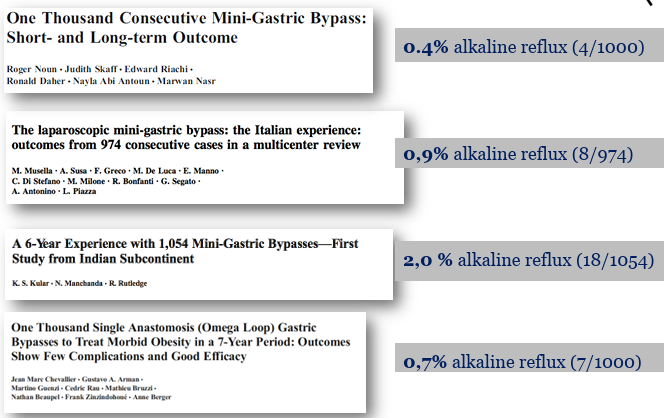 One Thousand Consecutive Mini-Gastric Bypass:
Short- and Long-term Outcome
Roger Noun • Judith Skaff • Edward Riachi •
Ronald Daher • Nayla Abi Antoun • Marwan Nasr
0.4% alkaline reflux (4/1000)
The laparoscopic mini-gastric bypass: the Italian experience:
outcomes from 974 consecutive cases in a multicenter review
M. Musella • A. Susa • F. Greco • M. De Luca • E. Manno •
C. Di Stefano • M. Milone • R. Bonfanti • G. Segato •
A. Antonino • L. Piazza
0,9% alkaline reflux (8/974)
A 6-Year Experience with 1,054 Mini-Gastric Bypasses—First
Study from Indian Subcontinent
K. S. Kular • N. Manchanda • R. Rutledge
2,0 % alkaline reflux (18/1054)
One Thousand Single Anastomosis (Omega Loop) Gastric
Bypasses to Treat Morbid Obesity in a 7-Year Period: Outcomes
Show Few Complications and Good Efficacy
Jean Marc Chevallier • Gustavo A. Arman •
Martino Guenzi • Cedric Rau • Mathieu Bruzzi •
Nathan Beaupel • Frank Zinzindohoué • Anne Berger
0,7% alkaline reflux (7/1000)